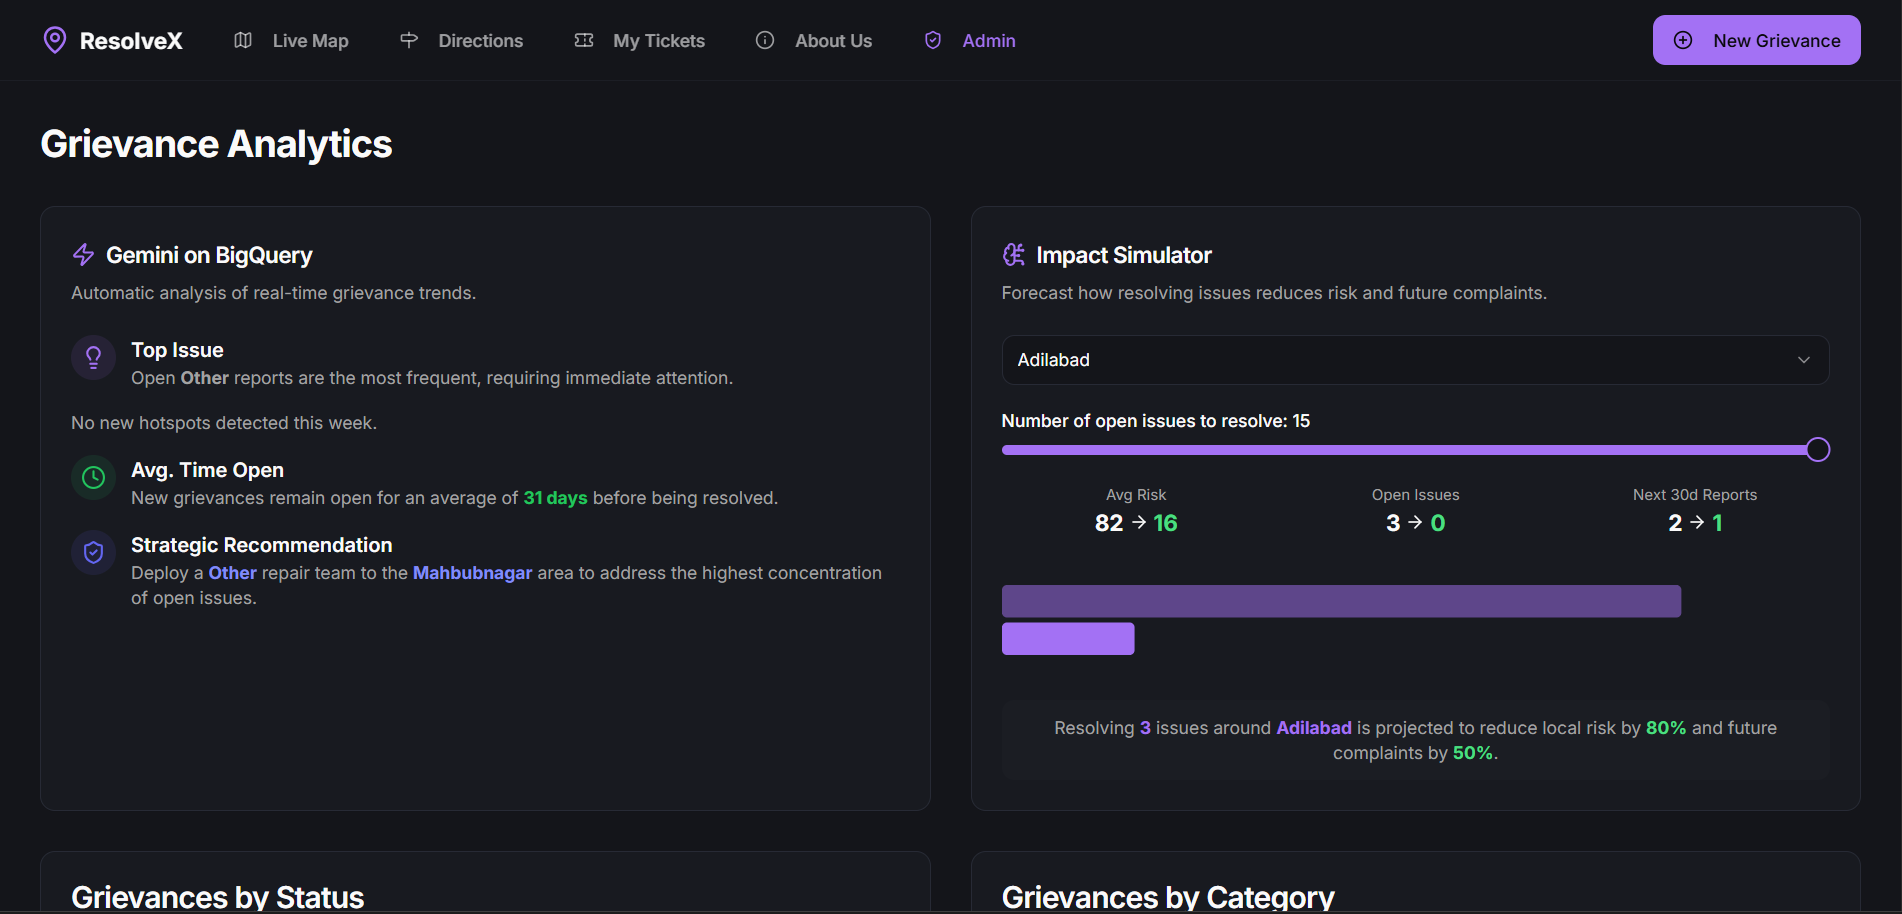 ResolveX
Live Map
Directions
My Tickets
About Us
Admin
New Grievance
Grievance Analytics
Gemini on BigQuery
Automatic analysis of real-time grievance trends.
Top Issue
Open Other reports are the most frequent, requiring immediate attention.
No new hotspots detected this week.
Avg. Time Open
New grievances remain open for an average of 31 days before being resolved.
Strategic Recommendation
Deploy a Other repair team to the Mahbubnagar area to address the highest concentration
of open issues.
Impact Simulator
Forecast how resolving issues reduces risk and future complaints.
Adilabad
Number of open issues to resolve: 15
Avg Risk
82 → 16
Open Issues
3 → 0
Next 30d Reports
2 → 1
Resolving 3 issues around Adilabad is projected to reduce local risk by 80% and future
complaints by 50%.
Grievances by Status
Grievances by Category